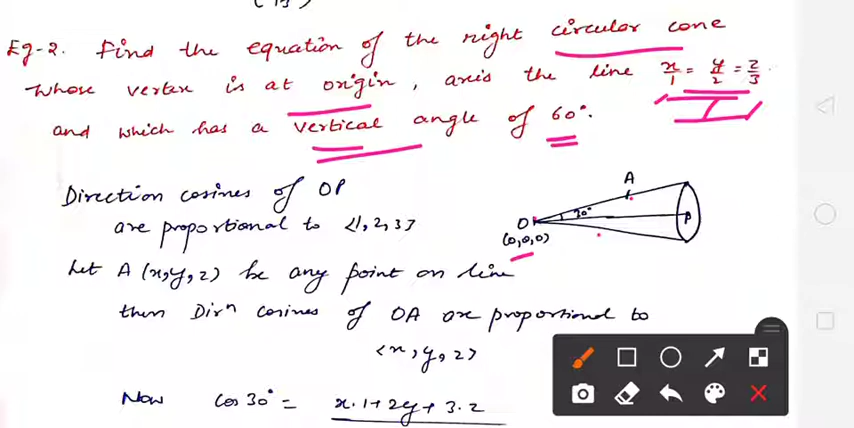 Eg-2. Find the equation of the right circular cone
whose vertex is at origin, axis the line x/1 = y/2 = z/3.
and which has a vertical angle of 60°.
Direction cosines of OP
are proportional to <1, 2, 3>
Let A (x, y, z) be any point on line
then Dirⁿ cosines of OA are proportional to
<x, y, z>
Now cos 30° = x.1+2y+3.z
A
30°
O
P
(0,0,0)